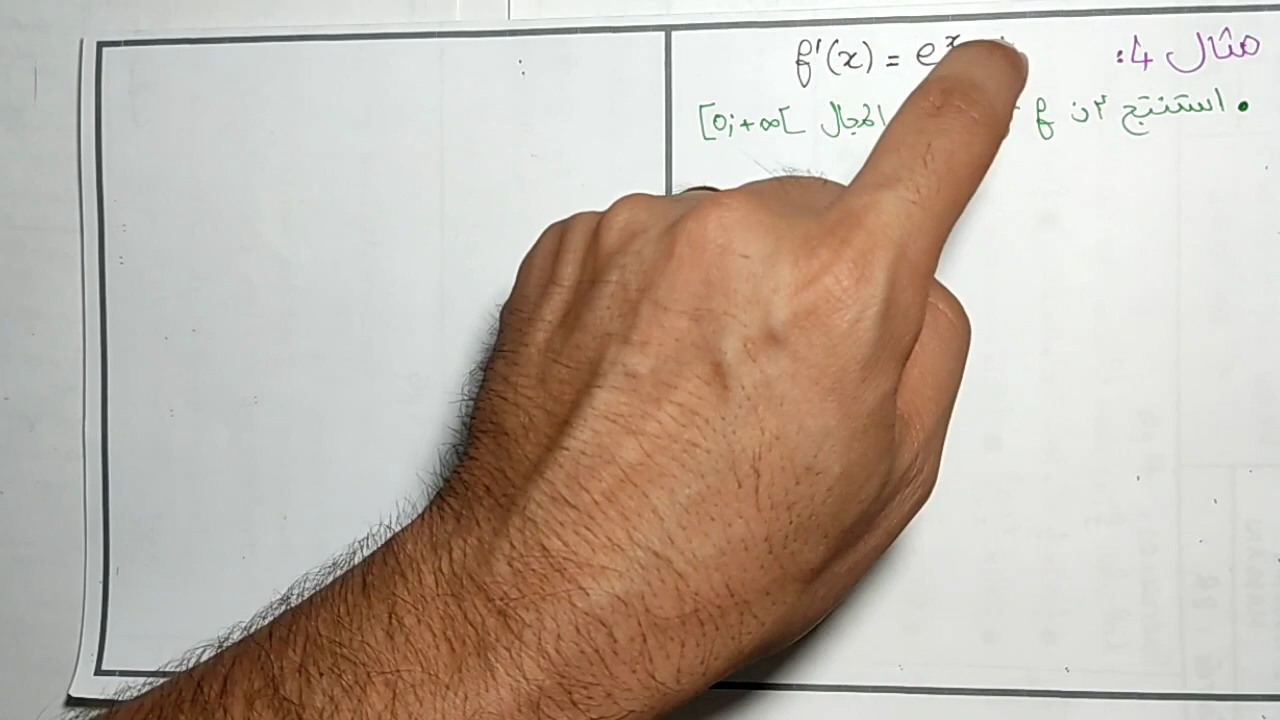 مثال 4:
f'(x) = e^x
• استنتج أن f المجال [0;+∞[